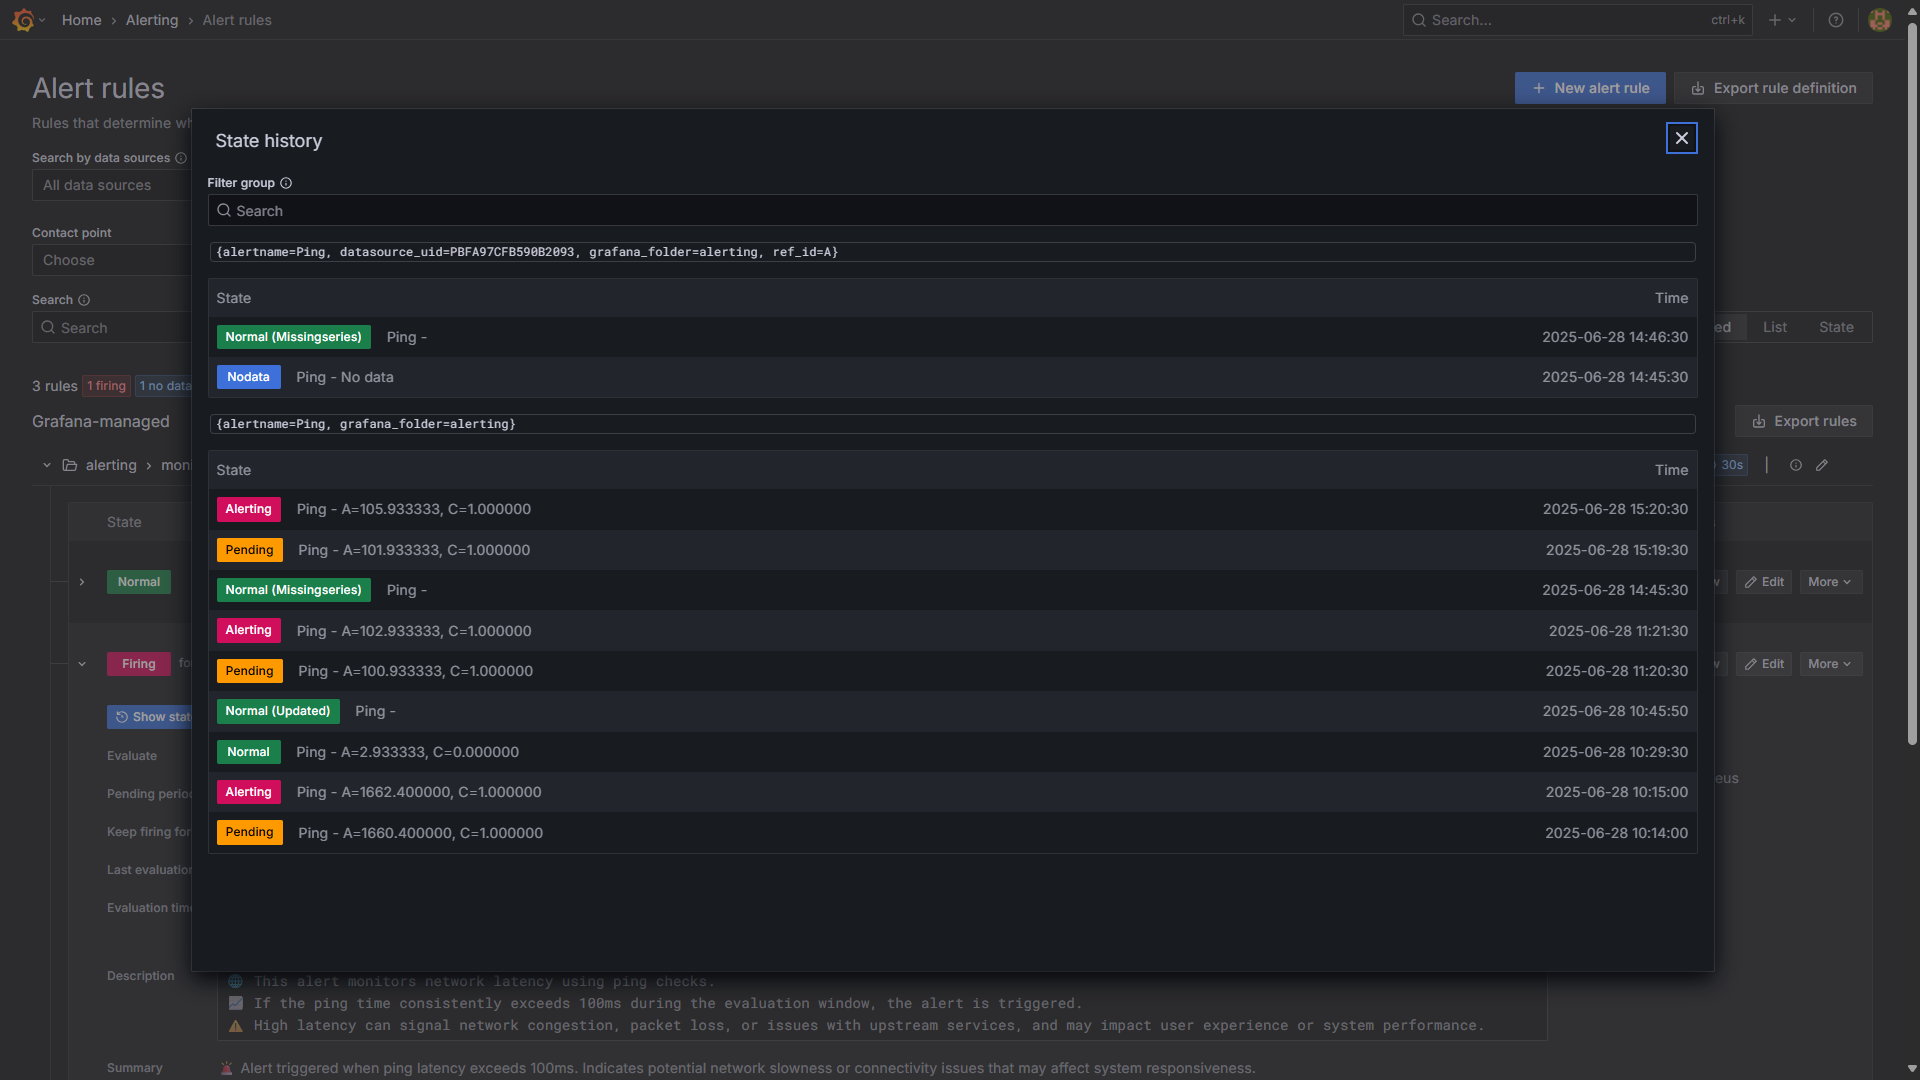 Home › Alerting › Alert rules
Search... ctrl+k
Alert rules
+ New alert rule
Export rule definition
Rules that determine
Search by data sources
All data sources
Contact point
Choose
Search
Search
List State
3 rules 1 firing 1 no data
Grafana-managed
Export rules
alerting ›
30s
State
Normal
Edit More
Firing
Edit More
Show
Evaluate
Pending
Keep firing for
Last evaluation
Evaluation
State history
Filter group
Search
{alertname=Ping, datasource_uid=PBFA97CFB590B2093, grafana_folder=alerting, ref_id=A}
State Time
Normal (Missingseries) Ping - 2025-06-28 14:46:30
Nodata Ping - No data 2025-06-28 14:45:30
{alertname=Ping, grafana_folder=alerting}
State Time
Alerting Ping - A=105.933333, C=1.000000 2025-06-28 15:20:30
Pending Ping - A=101.933333, C=1.000000 2025-06-28 15:19:30
Normal (Missingseries) Ping - 2025-06-28 14:45:30
Alerting Ping - A=102.933333, C=1.000000 2025-06-28 11:21:30
Pending Ping - A=100.933333, C=1.000000 2025-06-28 11:20:30
Normal (Updated) Ping - 2025-06-28 10:45:50
Normal Ping - A=2.933333, C=0.000000 2025-06-28 10:29:30
Alerting Ping - A=1662.400000, C=1.000000 2025-06-28 10:15:00
Pending Ping - A=1660.400000, C=1.000000 2025-06-28 10:14:00
Description
This alert monitors network latency using ping checks.
If the ping time consistently exceeds 100ms during the evaluation window, the alert is triggered.
High latency can signal network congestion, packet loss, or issues with upstream services, and may impact user experience or system performance.
Summary
Alert triggered when ping latency exceeds 100ms. Indicates potential network slowness or connectivity issues that may affect system responsiveness.